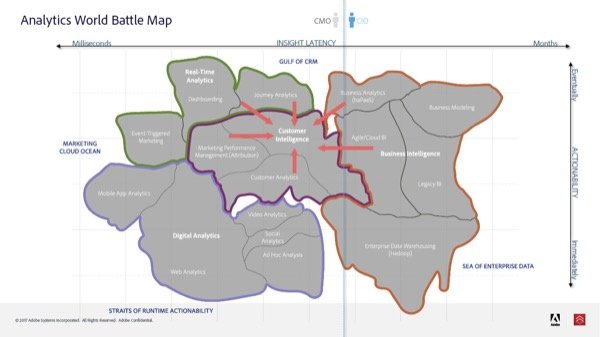 Analytics World Battle Map
CMO
CIO
Milliseconds
INSIGHT LATENCY
Months
GULF OF CRM
Real-Time
Analytics
Dashboarding
Journey Analytics
Business Analytics
(haPaaS)
Business Modeling
Eventually
Event-Triggered
Marketing
Customer
Intelligence
Agile/Cloud BI
MARKETING
CLOUD OCEAN
Marketing Performance
Management (Attribution)
Business Intelligence
ACTIONABILITY
Customer Analytics
Legacy BI
Mobile App Analytics
Video Analytics
Digital Analytics
Social
Analytics
Ad Hoc Analysis
Enterprise Data Warehousing
(Hadoop)
Immediately
Web Analytics
SEA OF ENTERPRISE DATA
STRAITS OF RUNTIME ACTIONABILITY
© 2017 Adobe Systems Incorporated. All Rights Reserved. Adobe Confidential.
Adobe